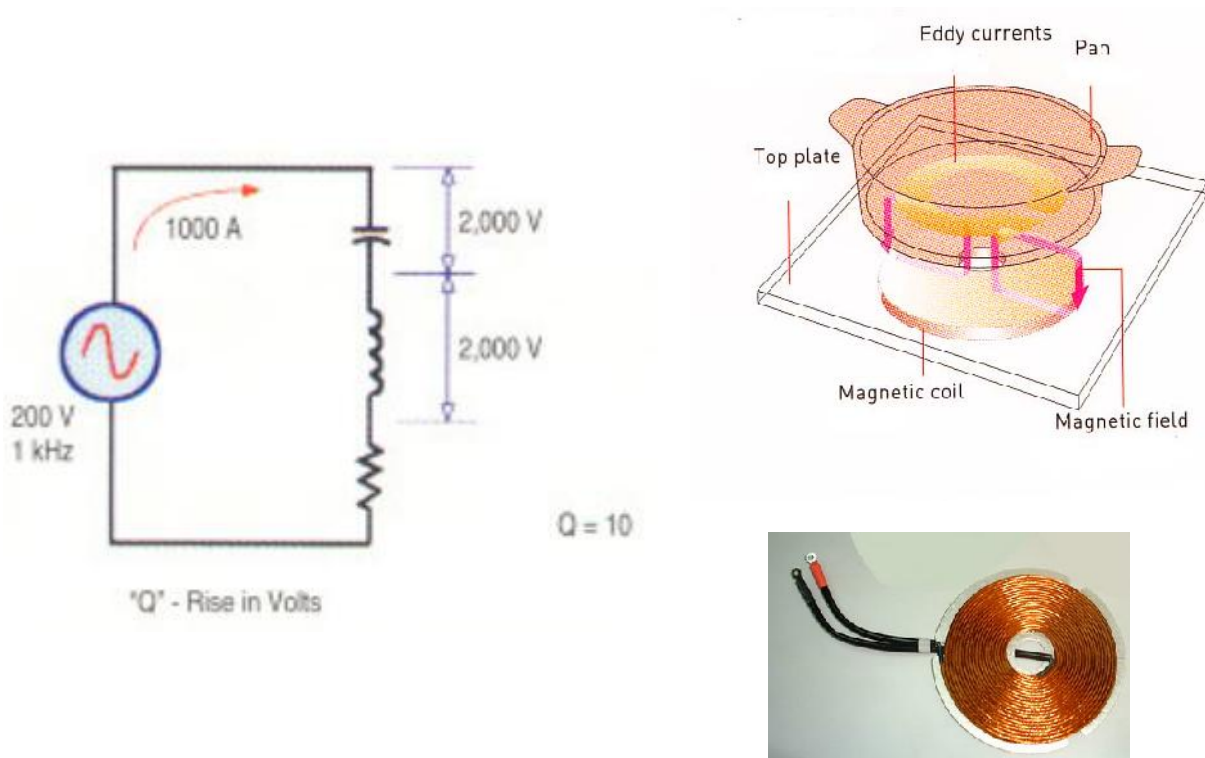 1000 A
2,000 V
2,000 V
200 V
1 kHz
Q = 10
"Q" - Rise in Volts
Eddy currents
Pan
Top plate
Magnetic coil
Magnetic field